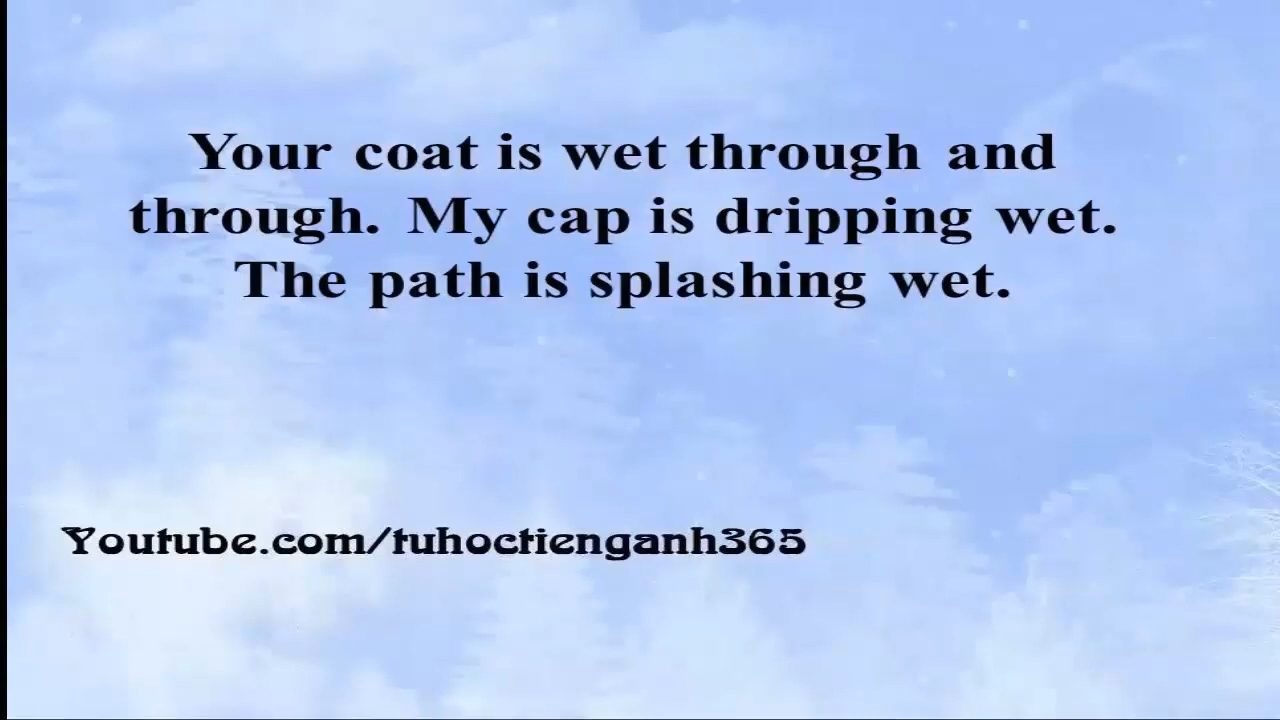 Your coat is wet through and
through. My cap is dripping wet.
The path is splashing wet.
Youtube.com/tuhoctienganh365